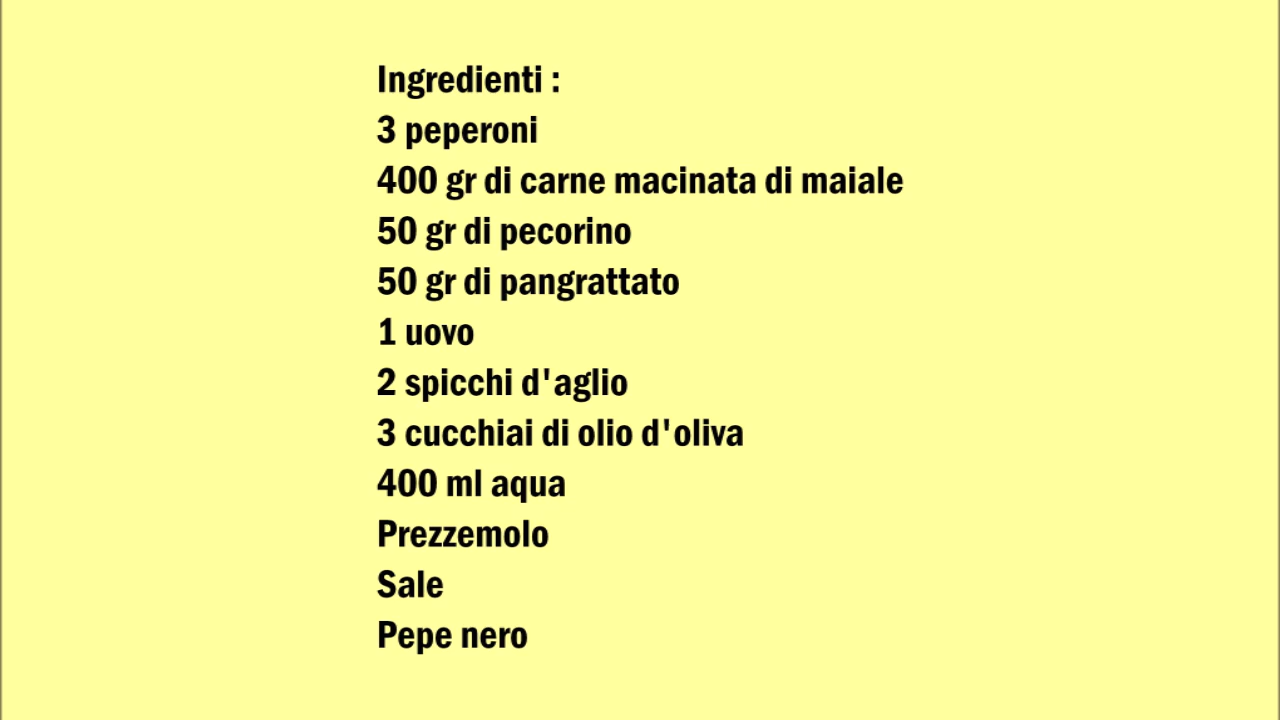 Ingredienti :
3 peperoni
400 gr di carne macinata di maiale
50 gr di pecorino
50 gr di pangrattato
1 uovo
2 spicchi d'aglio
3 cucchiai di olio d'oliva
400 ml aqua
Prezzemolo
Sale
Pepe nero